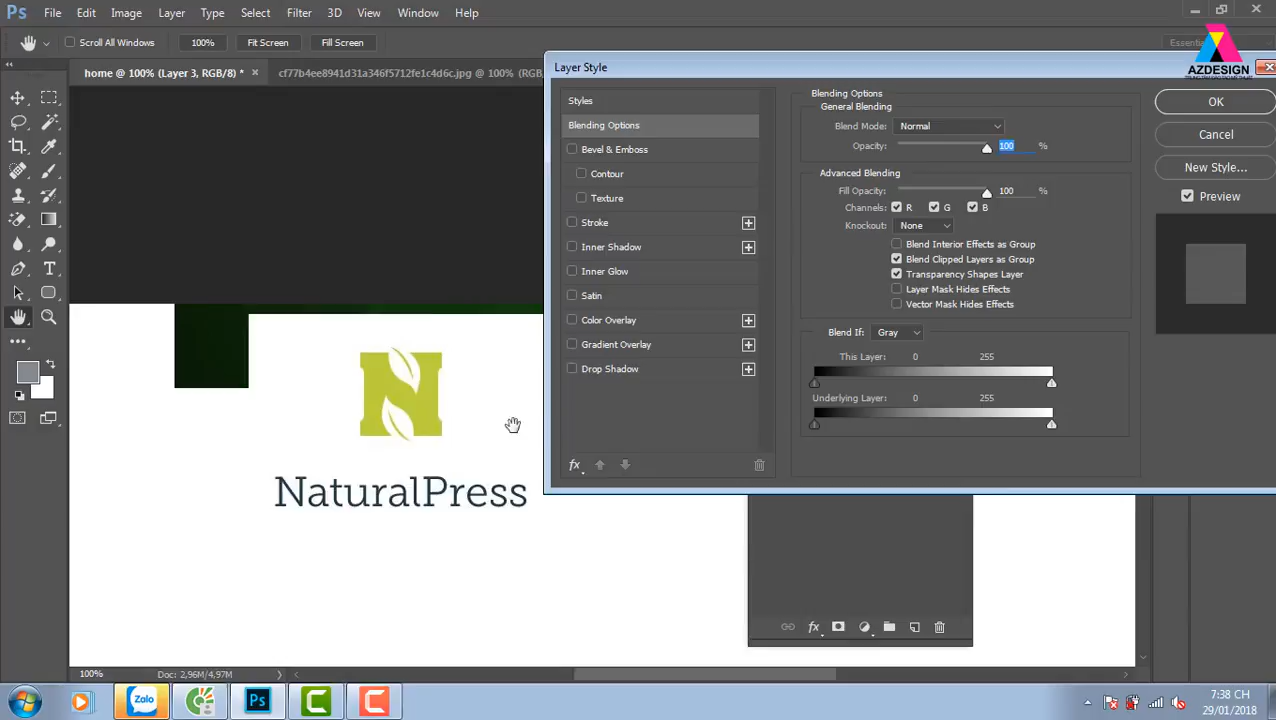 Ps File Edit Image Layer Type Select Filter 3D View Window Help
Scroll All Windows 100% Fit Screen Fill Screen
AZDESIGN
home @ 100% (Layer 3, RGB/8) * cf77b4ee8941d31a346f5712fe1c4d6c.jpg @ 100% (RGB,
Layer Style
Styles
Blending Options
Bevel & Emboss
Contour
Texture
Stroke
Inner Shadow
Inner Glow
Satin
Color Overlay
Gradient Overlay
Drop Shadow
fx
Blending Options
General Blending
Blend Mode: Normal
Opacity: 100 %
Advanced Blending
Fill Opacity: 100 %
Channels: R G B
Knockout: None
Blend Interior Effects as Group
Blend Clipped Layers as Group
Transparency Shapes Layer
Layer Mask Hides Effects
Vector Mask Hides Effects
Blend If: Gray
This Layer: 0 255
Underlying Layer: 0 255
OK
Cancel
New Style...
Preview
N
NaturalPress
fx
100% Doc: 2,96M/4,97M
Zalo Ps
7:38 CH
29/01/2018